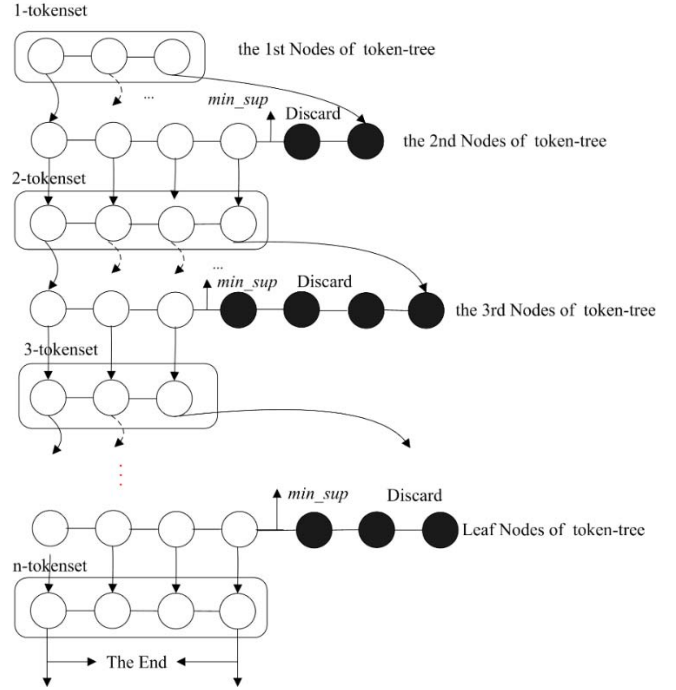 1-tokenset
the 1st Nodes of token-tree
...
min_sup
Discard
the 2nd Nodes of token-tree
2-tokenset
...
min_sup
Discard
the 3rd Nodes of token-tree
3-tokenset
min_sup
Discard
Leaf Nodes of token-tree
n-tokenset
The End